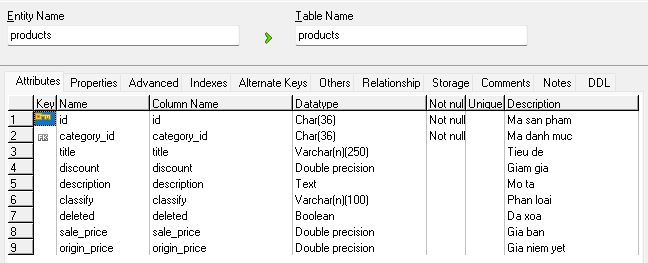 Entity Name Table Name
products products
Attributes Properties Advanced Indexes Alternate Keys Others Relationship Storage Comments Notes DDL
Key Name Column Name Datatype Not nul Unique Description
1 id id Char(36) Not null Ma san pham
2 FK category_id category_id Char(36) Not null Ma danh muc
3 title title Varchar(n)(250) Tieu de
4 discount discount Double precision Giam gia
5 description description Text Mo ta
6 classify classify Varchar(n)(100) Phan loai
7 deleted deleted Boolean Da xoa
8 sale_price sale_price Double precision Gia ban
9 origin_price origin_price Double precision Gia niem yet